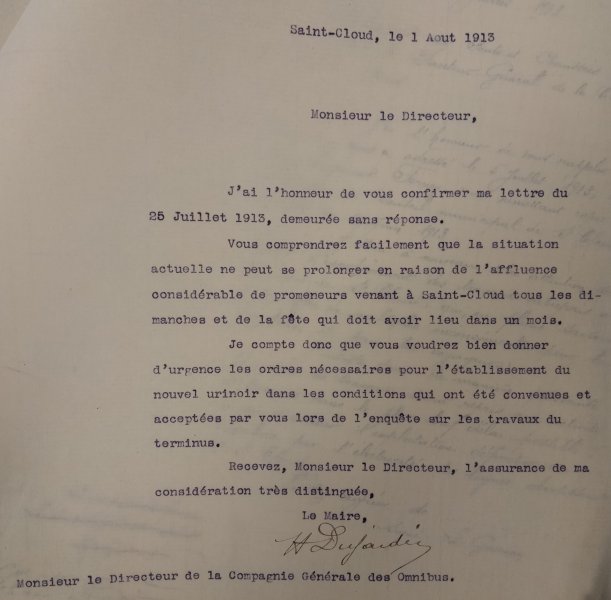 Saint-Cloud, le 1 Aout 1913
Monsieur le Directeur,
J'ai l'honneur de vous confirmer ma lettre du
25 Juillet 1913, demeurée sans réponse.
Vous comprendrez facilement que la situation
actuelle ne peut se prolonger en raison de l'affluence
considérable de promeneurs venant à Saint-Cloud tous les di-
manches et de la fête qui doit avoir lieu dans un mois.
Je compte donc que vous voudrez bien donner
d'urgence les ordres nécessaires pour l'établissement du
nouvel urinoir dans les conditions qui ont été convenues et
acceptées par vous lors de l'enquête sur les travaux du
terminus.
Recevez, Monsieur le Directeur, l'assurance de ma
considération très distinguée,
Le Maire,
H Dujardin
Monsieur le Directeur de la Compagnie Générale des Omnibus.